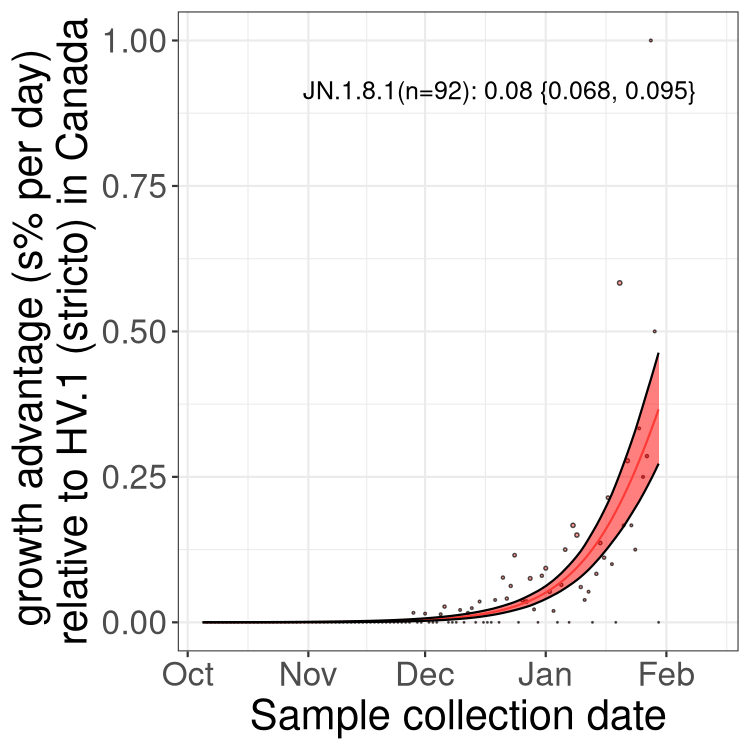 growth advantage (s% per day)
relative to HV.1 (stricto) in Canada
1.00
0.75
0.50
0.25
0.00
JN.1.8.1(n=92): 0.08 {0.068, 0.095}
Oct Nov Dec Jan Feb
Sample collection date